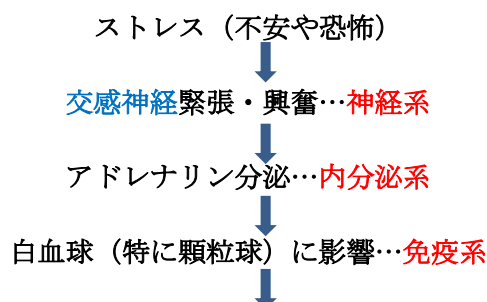 ストレス（不安や恐怖）
交感神経緊張・興奮…神経系
アドレナリン分泌…内分泌系
白血球（特に顆粒球）に影響…免疫系